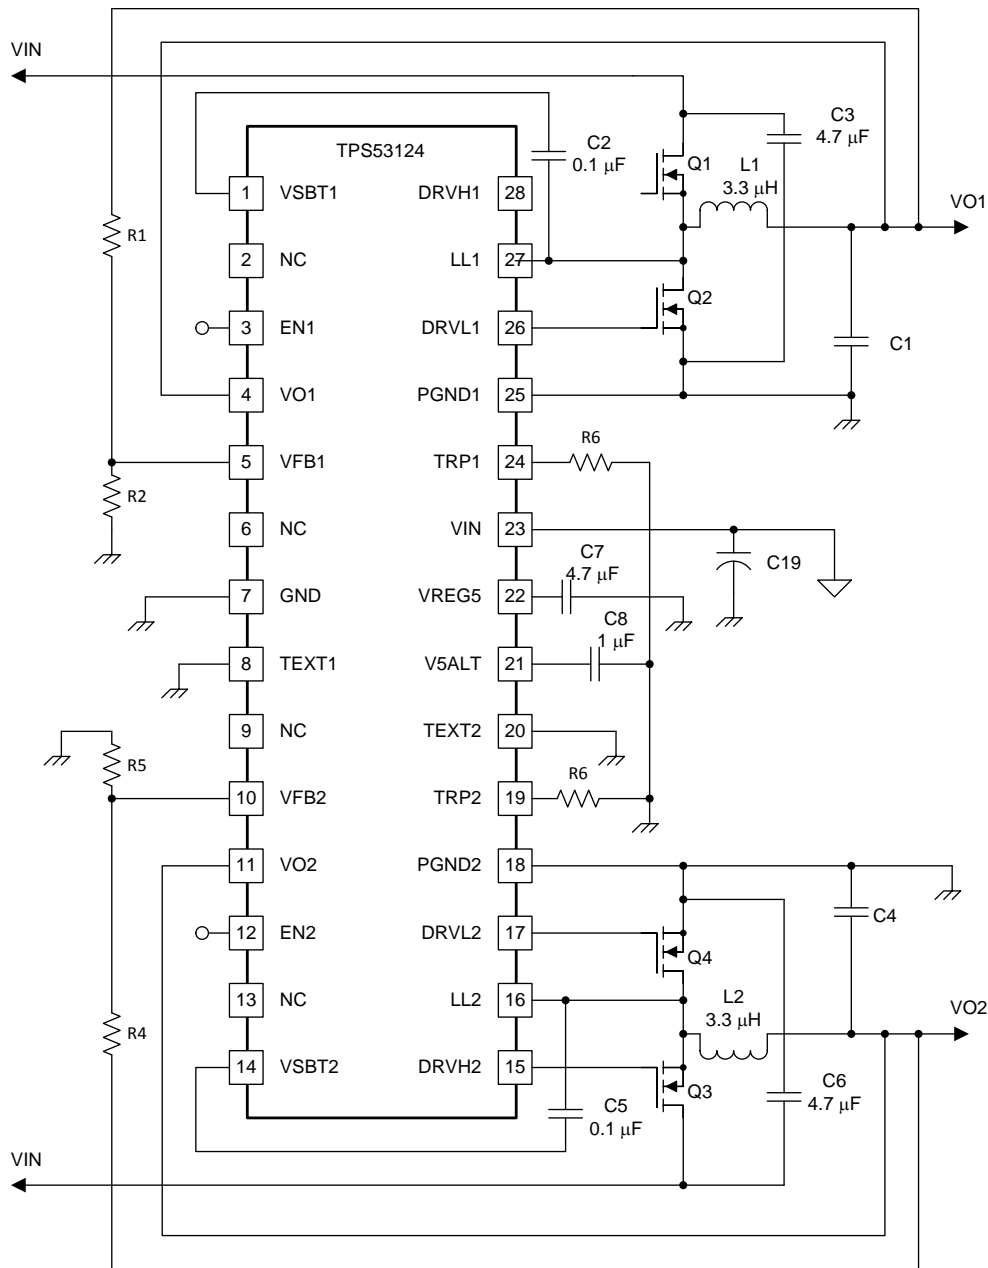 VIN
TPS53124
C2
0.1 µF
Q1
L1
3.3 µH
C3
4.7 µF
VO1
1 VSBT1 DRVH1 28
R1
2 NC LL1 27
Q2
3 EN1 DRVL1 26
C1
4 VO1 PGND1 25
R6
5 VFB1 TRP1 24
R2
6 NC VIN 23
C7
4.7 µF
C19
7 GND VREG5 22
C8
1 µF
8 TEXT1 V5ALT 21
9 NC TEXT2 20
R5
R6
10 VFB2 TRP2 19
11 VO2 PGND2 18
C4
12 EN2 DRVL2 17
Q4
13 NC LL2 16
L2
3.3 µH
VO2
R4
14 VSBT2 DRVH2 15
Q3
C6
4.7 µF
C5
0.1 µF
VIN